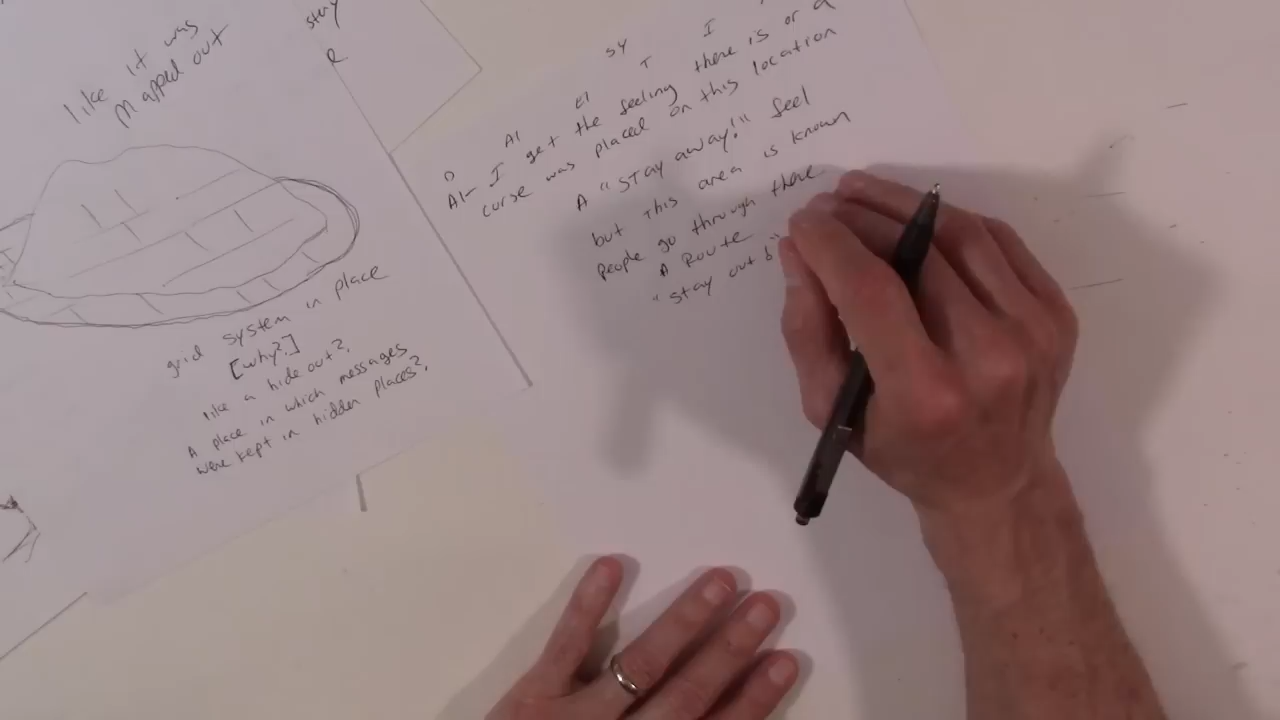 like it was
mapped out
grid system in place
[why?]
like a hide out?
A place in which messages
were kept in hidden places?
stay
R
SY I
EI T
D AI
AI- I get the feeling there is or a
curse was placed on this location
A "STAY away!" feel
but this area is known
people go through there
A Route
"stay out b